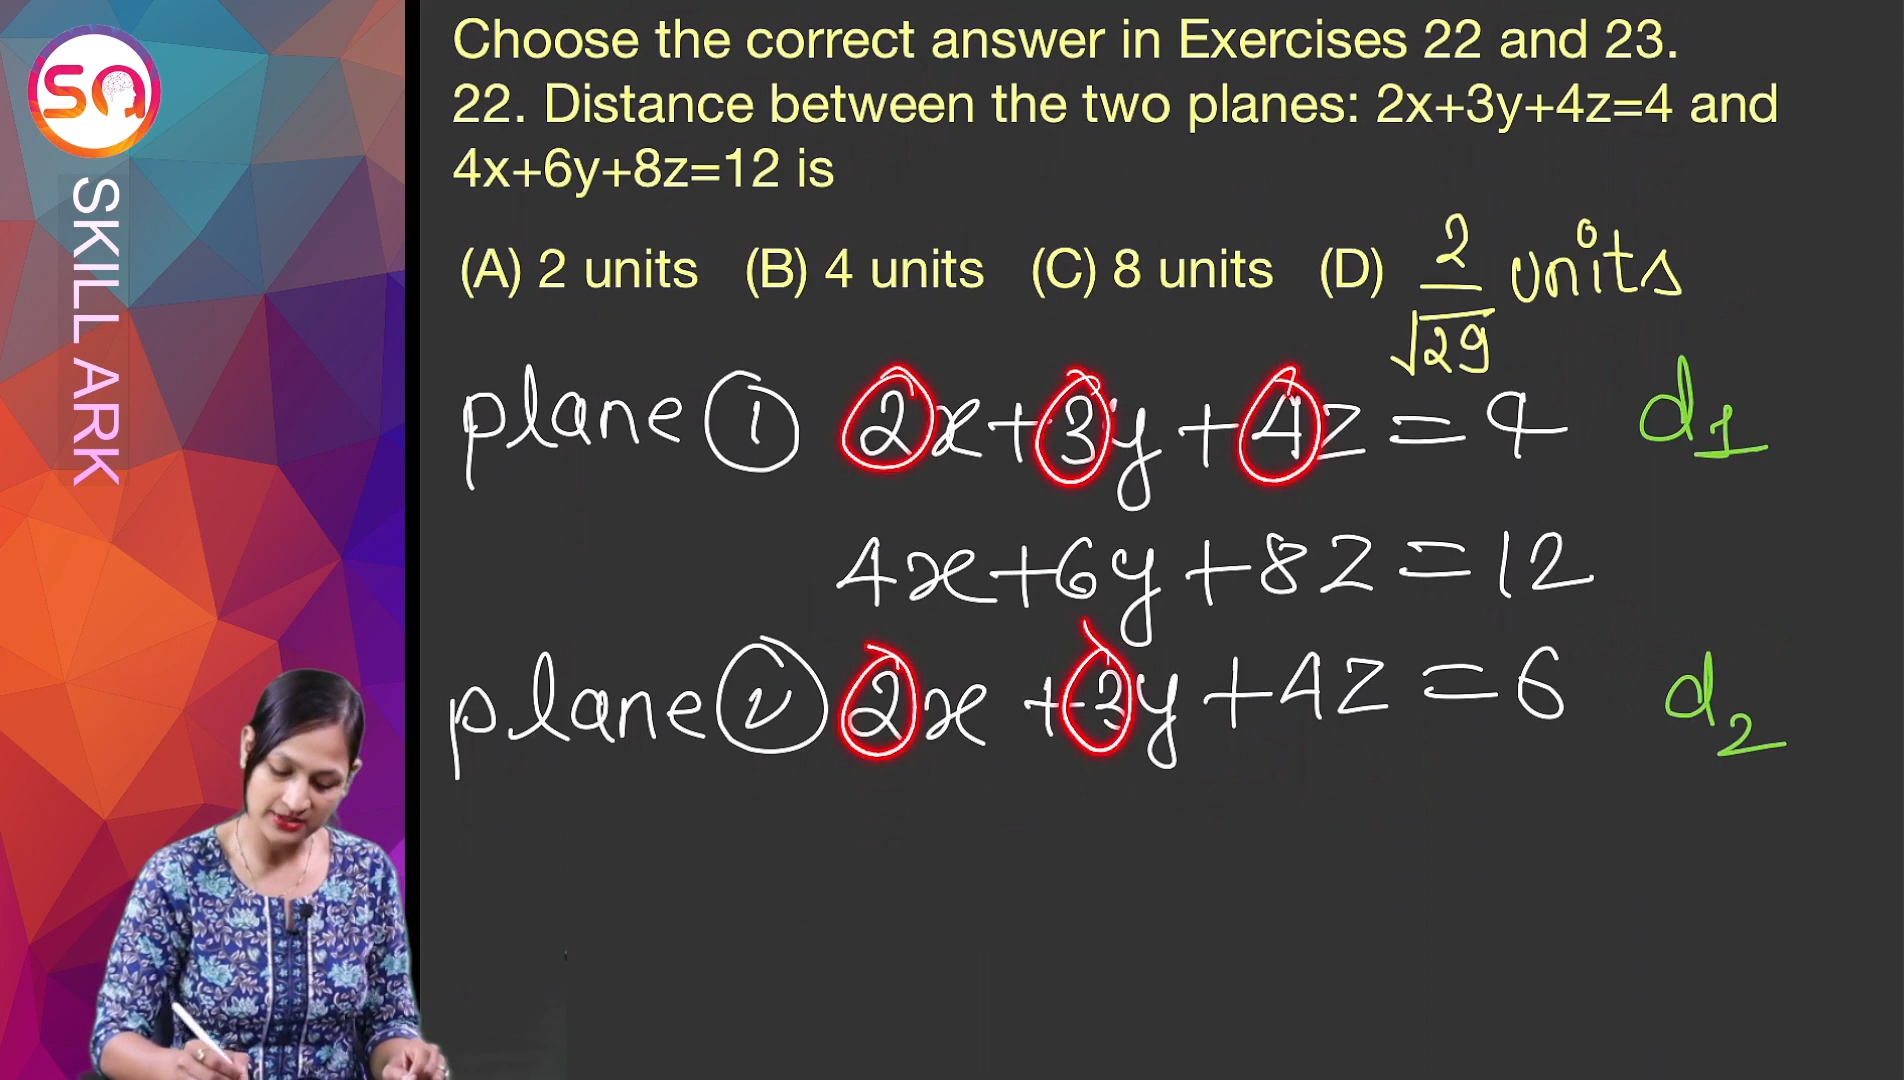 SA
SKILL ARK
Choose the correct answer in Exercises 22 and 23.
22. Distance between the two planes: 2x+3y+4z=4 and
4x+6y+8z=12 is
(A) 2 units (B) 4 units (C) 8 units (D) 2/√29 units
plane ① 2x+3y+4z=4 d₁
4x+6y+8z=12
plane ② 2x+3y+4z=6 d₂